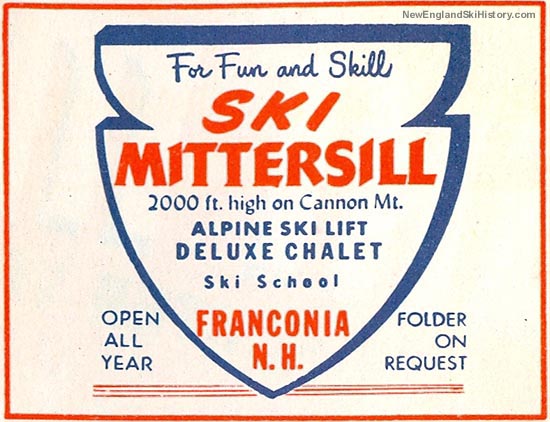 NewEnglandSkiHistory.com
For Fun and Skill
SKI
MITTERSILL
2000 ft. high on Cannon Mt.
ALPINE SKI LIFT
DELUXE CHALET
Ski School
FRANCONIA
N.H.
OPEN
ALL
YEAR
FOLDER
ON
REQUEST